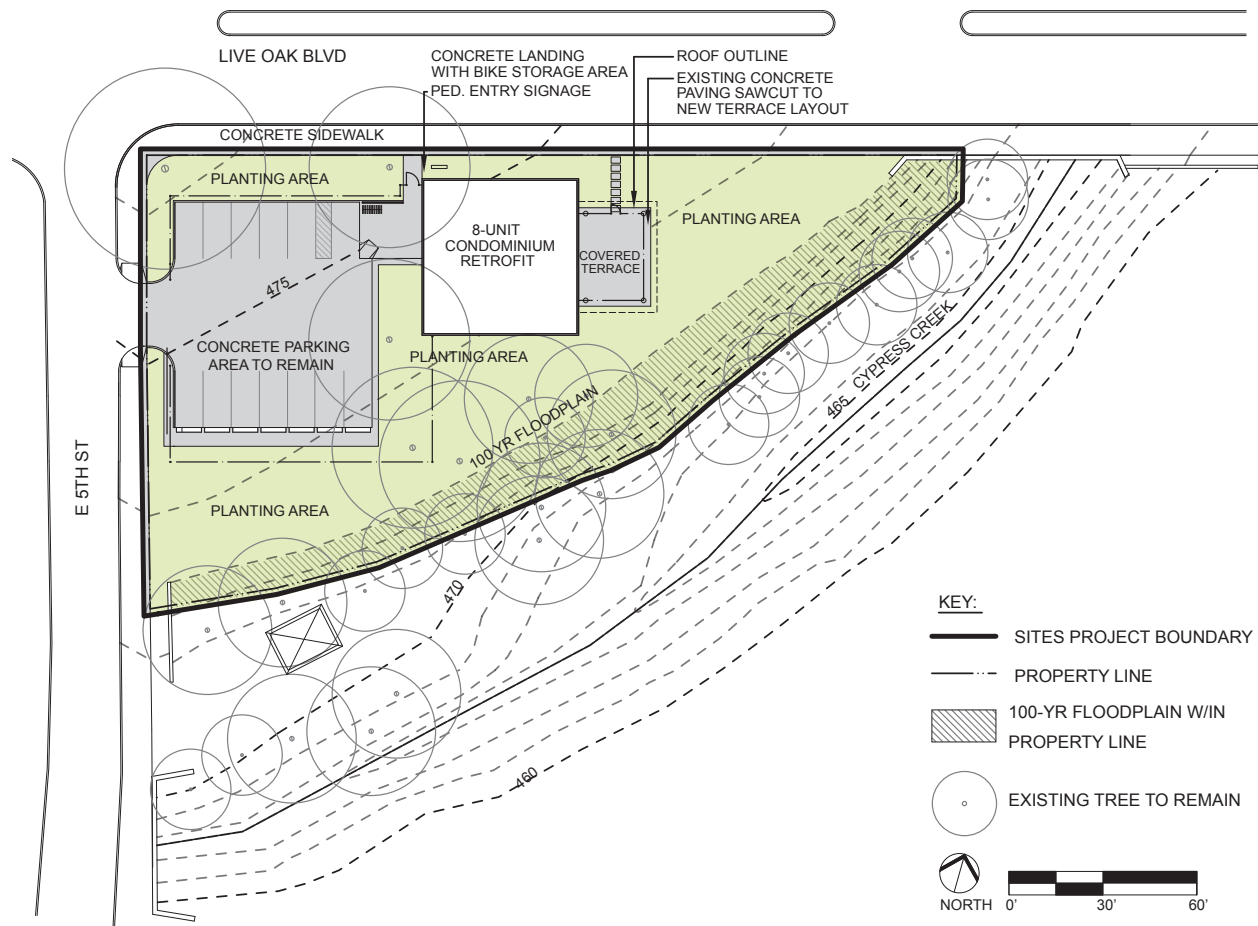 LIVE OAK BLVD
CONCRETE LANDING
WITH BIKE STORAGE AREA
PED. ENTRY SIGNAGE
ROOF OUTLINE
EXISTING CONCRETE
PAVING SAWCUT TO
NEW TERRACE LAYOUT
CONCRETE SIDEWALK
PLANTING AREA
PLANTING AREA
8-UNIT
CONDOMINIUM
RETROFIT
COVERED
TERRACE
475
CONCRETE PARKING
AREA TO REMAIN
PLANTING AREA
CYPRESS CREEK
465
100 YR FLOODPLAIN
E 5TH ST
PLANTING AREA
470
460
KEY:
SITES PROJECT BOUNDARY
PROPERTY LINE
100-YR FLOODPLAIN W/IN
PROPERTY LINE
EXISTING TREE TO REMAIN
NORTH
0' 30' 60'